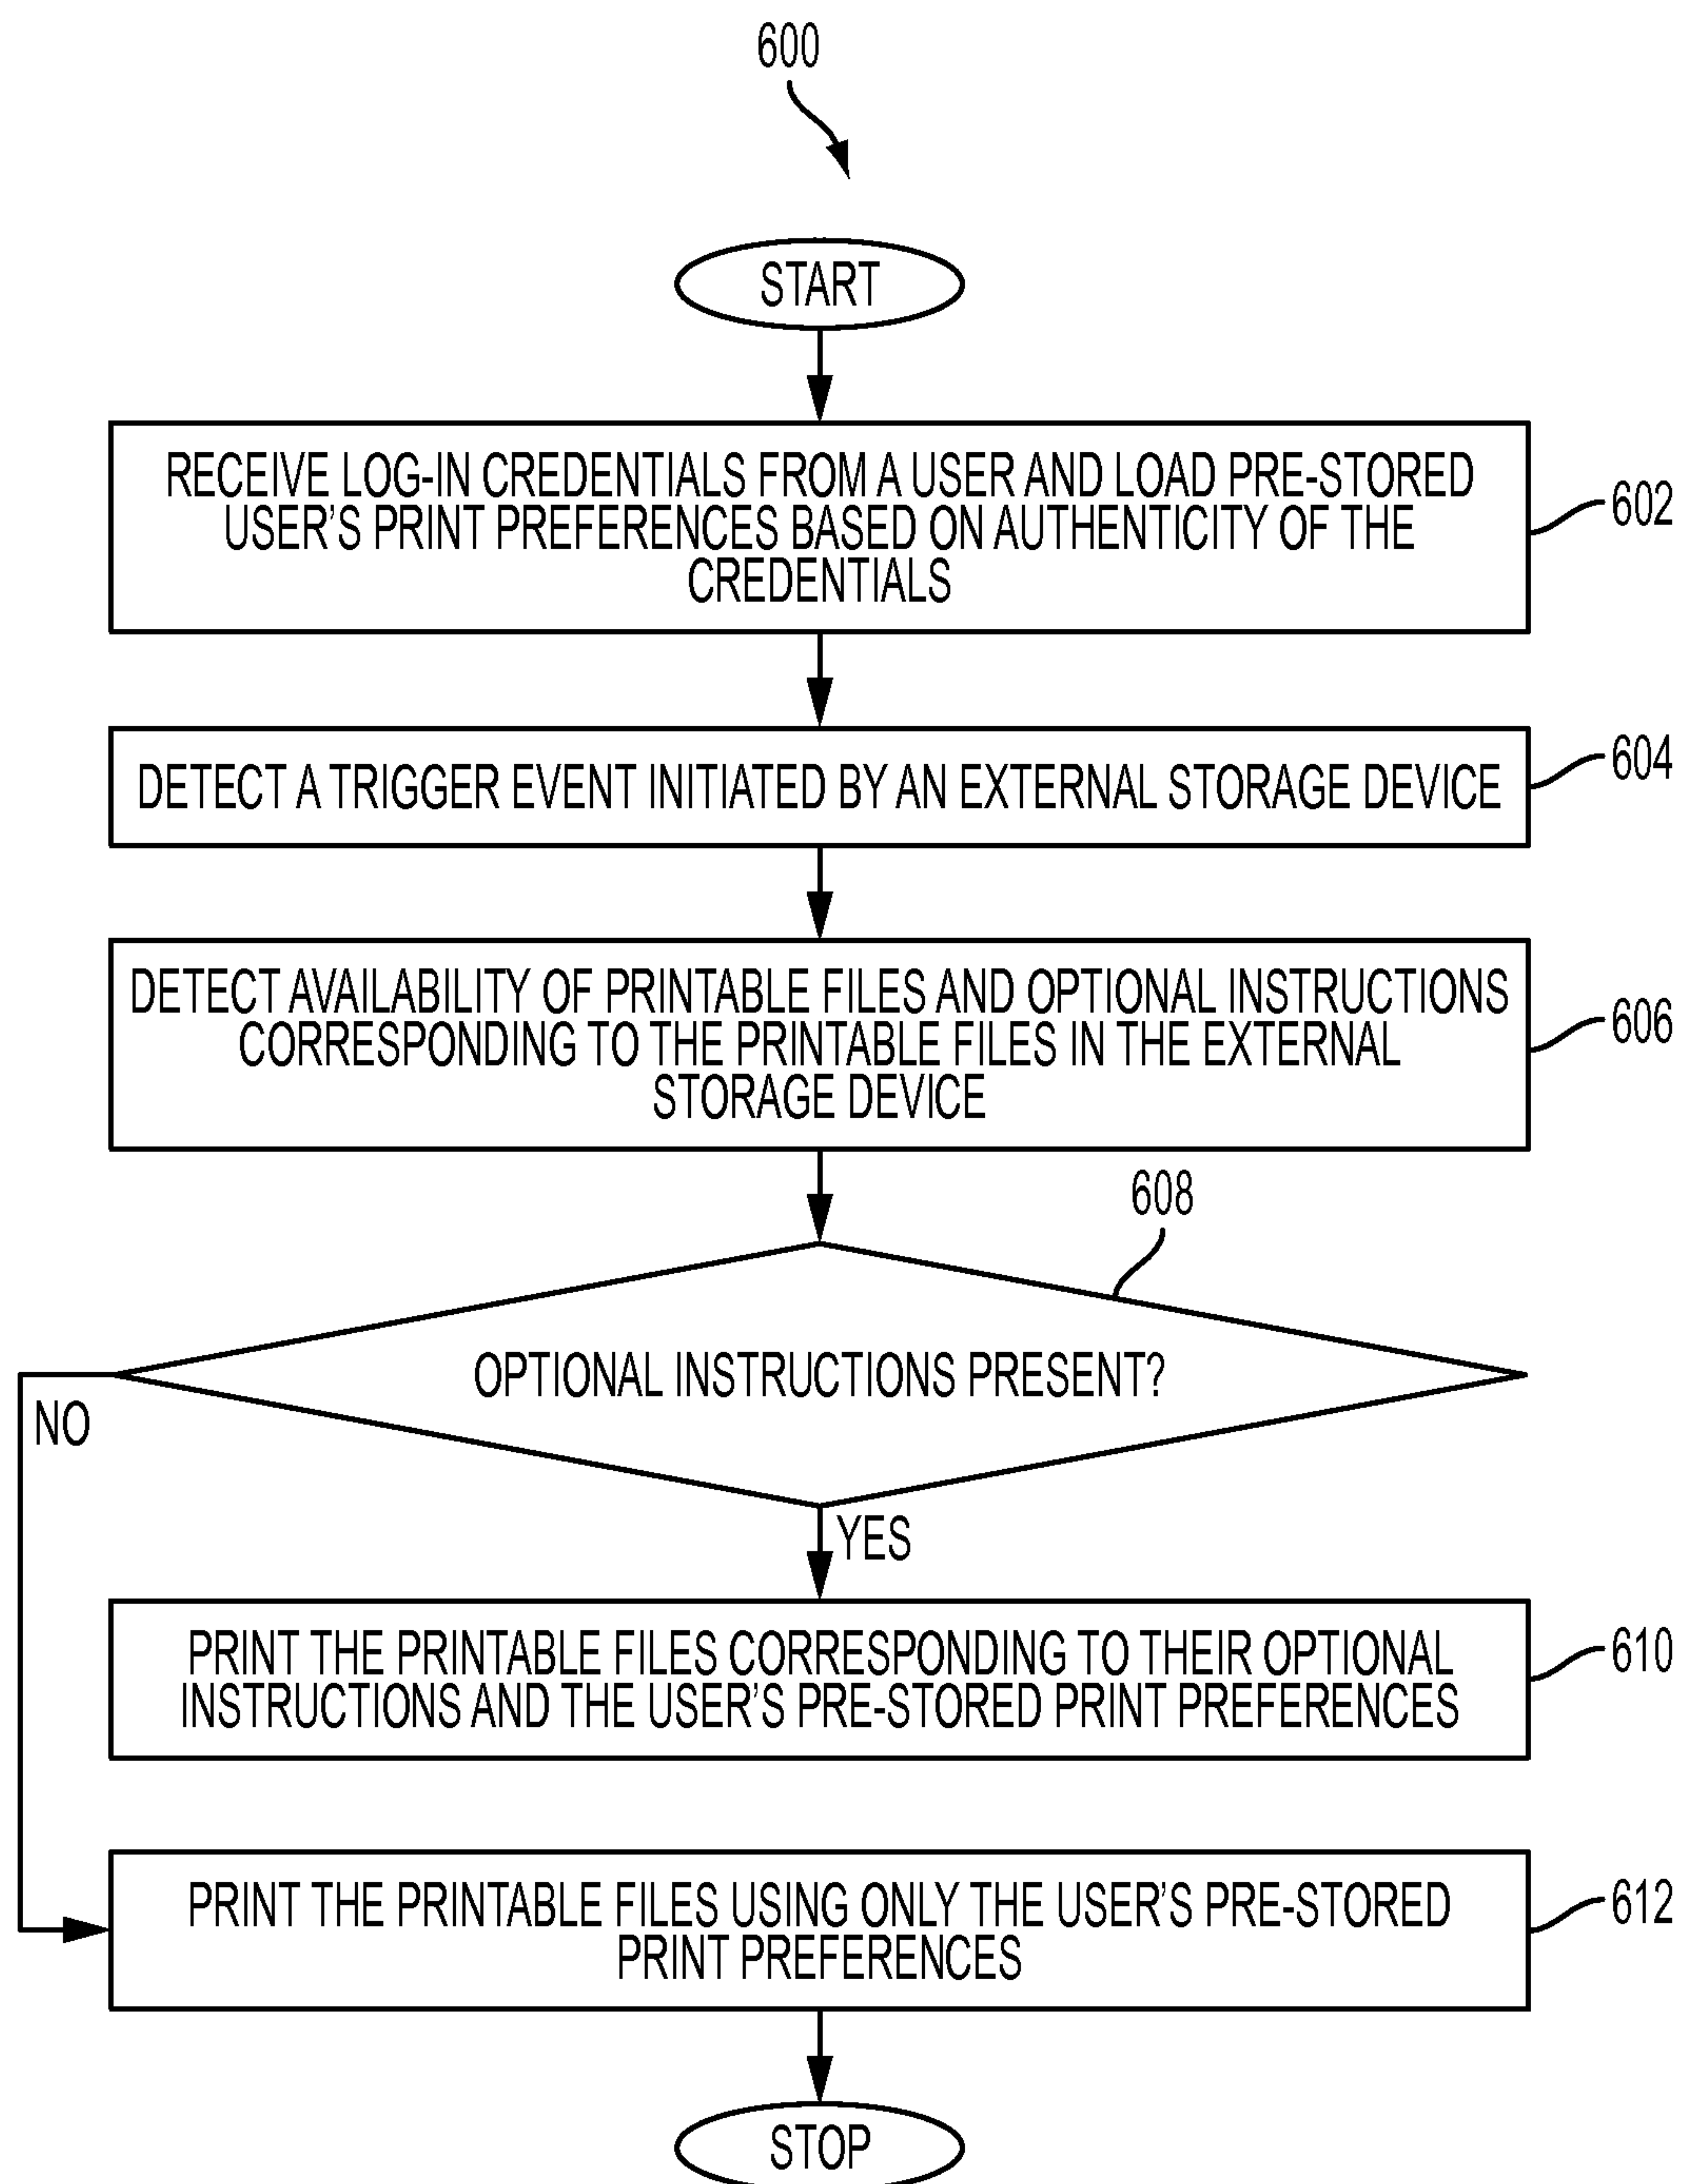 600
START
RECEIVE LOG-IN CREDENTIALS FROM A USER AND LOAD PRE-STORED
USER'S PRINT PREFERENCES BASED ON AUTHENTICITY OF THE
CREDENTIALS
602
DETECT A TRIGGER EVENT INITIATED BY AN EXTERNAL STORAGE DEVICE
604
DETECT AVAILABILITY OF PRINTABLE FILES AND OPTIONAL INSTRUCTIONS
CORRESPONDING TO THE PRINTABLE FILES IN THE EXTERNAL
STORAGE DEVICE
606
608
OPTIONAL INSTRUCTIONS PRESENT?
NO
YES
PRINT THE PRINTABLE FILES CORRESPONDING TO THEIR OPTIONAL
INSTRUCTIONS AND THE USER'S PRE-STORED PRINT PREFERENCES
610
PRINT THE PRINTABLE FILES USING ONLY THE USER'S PRE-STORED
PRINT PREFERENCES
612
STOP